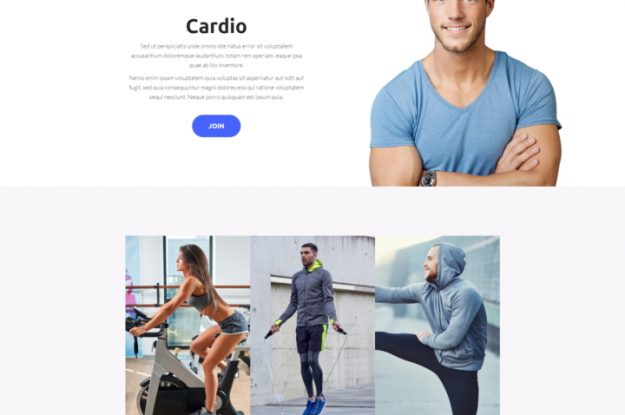 Cardio
Sed ut perspiciatis unde omnis iste natus error sit voluptatem
accusantium doloremque laudantium, totam rem aperiam, eaque ipsa
quae ab illo inventore.
Nemo enim ipsam voluptatem quia voluptas sit aspernatur aut odit aut
fugit, sed quia consequuntur magni dolores eos qui ratione voluptatem
sequi nesciunt. Neque porro quisquam est ipsum quia.
JOIN